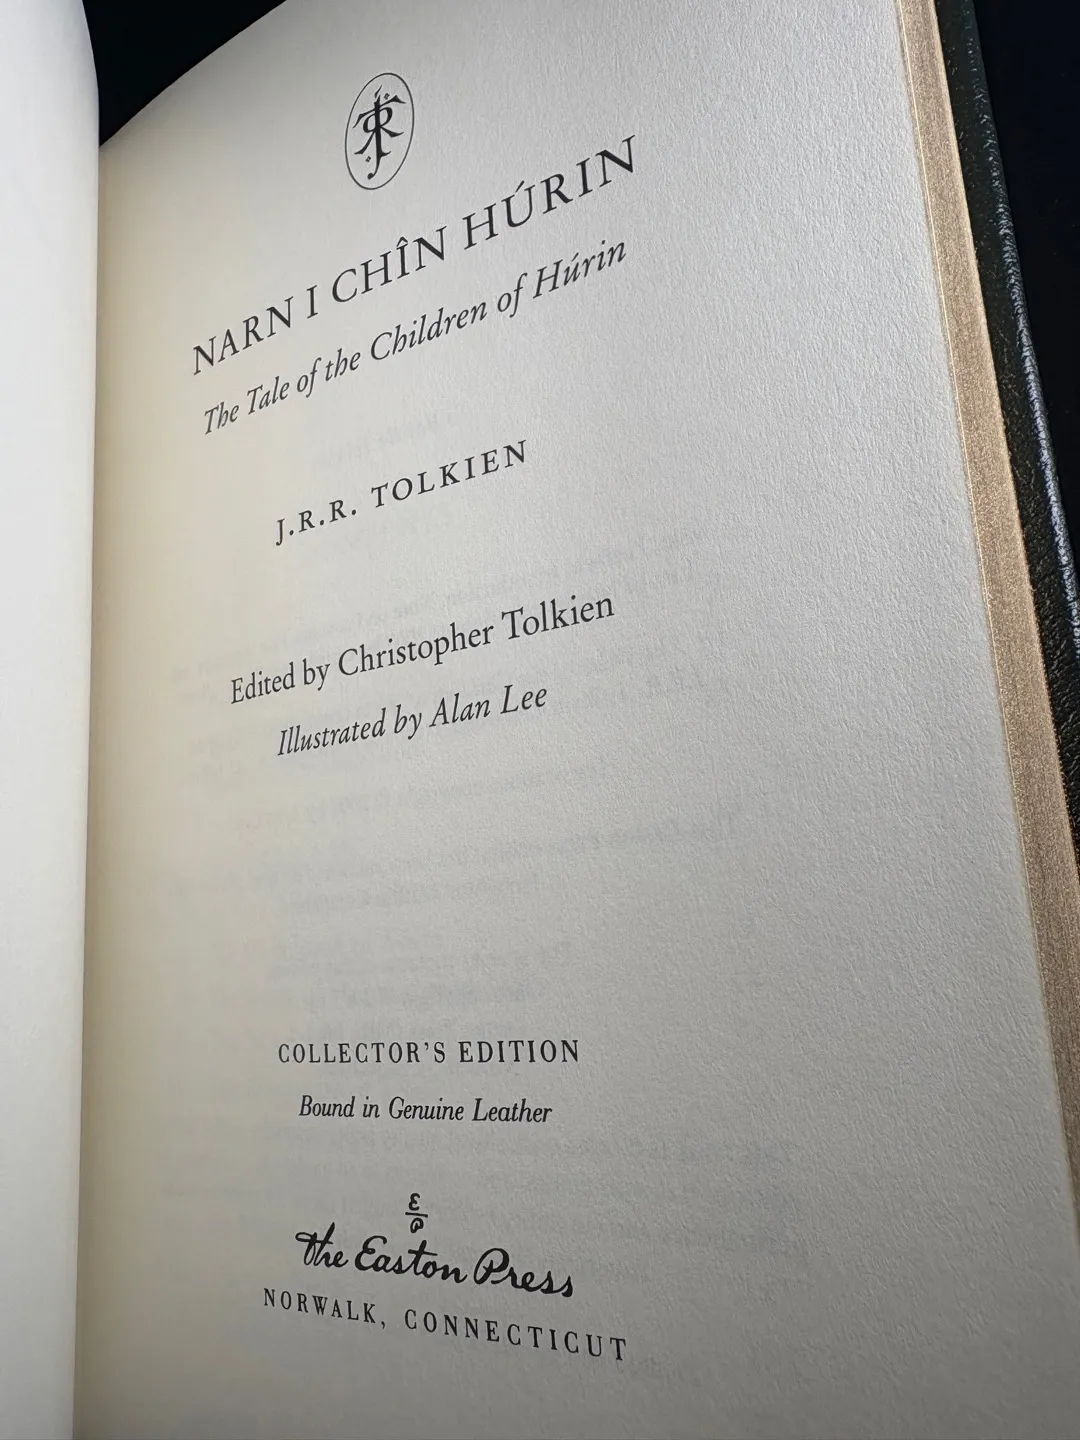 NARN I CHÎN HÚRIN
The Tale of the Children of Húrin
J.R.R. TOLKIEN
Edited by Christopher Tolkien
Illustrated by Alan Lee
COLLECTOR'S EDITION
Bound in Genuine Leather
E
P
The Easton Press
NORWALK, CONNECTICUT